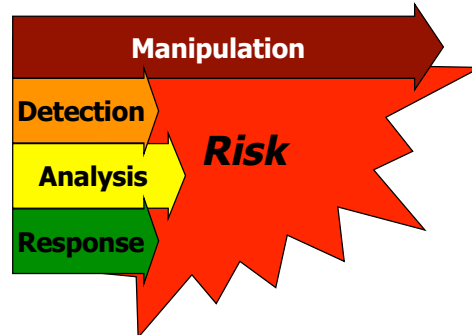 Manipulation
Detection
Risk
Analysis
Response